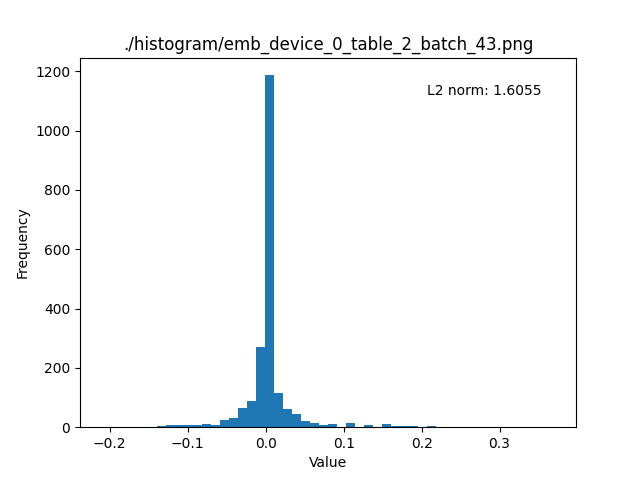 ./histogram/emb_device_0_table_2_batch_43.png
L2 norm: 1.6055
1200
1000
800
600
400
200
0
Frequency
−0.2 −0.1 0.0 0.1 0.2 0.3
Value